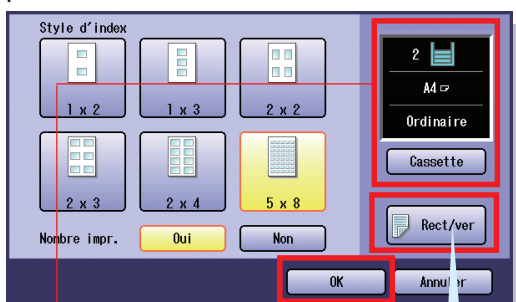 Style d'index
1 x 2
1 x 3
2 x 2
2 x 3
2 x 4
5 x 8
Nombre impr.
Oui
Non
2
A4
Ordinaire
Cassette
Rect/ver
OK
Annuler